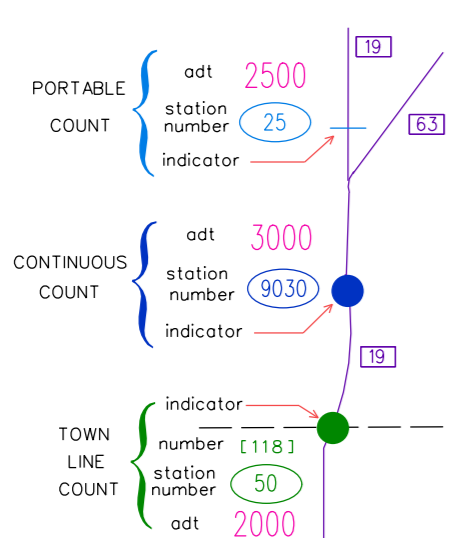 19
adt 2500
PORTABLE
COUNT
station
number
25
63
indicator
adt 3000
CONTINUOUS
COUNT
station
number
9030
indicator
19
indicator
TOWN
LINE
COUNT
number [118]
station
number
50
adt 2000